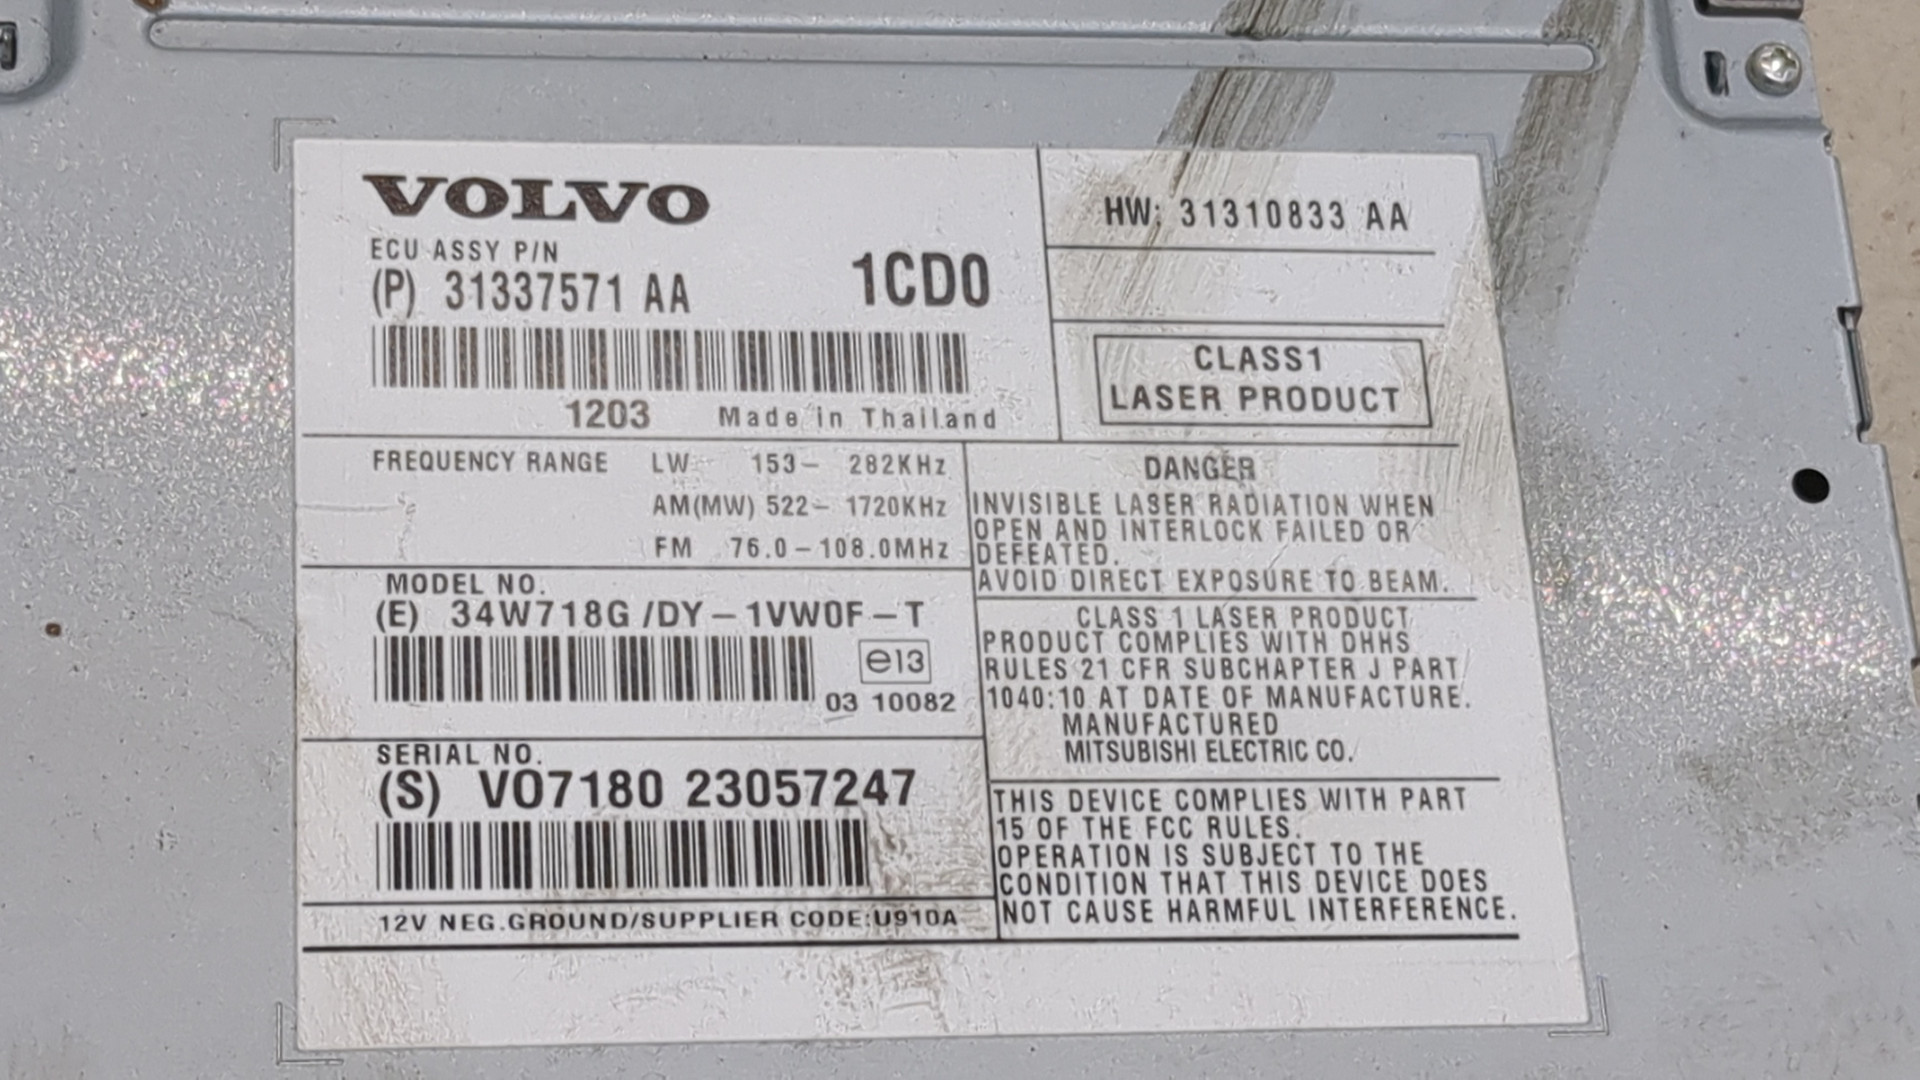 VOLVO
ECU ASSY P/N
(P) 31337571 AA 1CD0
1203 Made in Thailand
HW: 31310833 AA
CLASS1
LASER PRODUCT
FREQUENCY RANGE LW 153- 282KHz
AM(MW) 522- 1720KHz
FM 76.0-108.0MHz
DANGER
INVISIBLE LASER RADIATION WHEN
OPEN AND INTERLOCK FAILED OR
DEFEATED.
AVOID DIRECT EXPOSURE TO BEAM.
MODEL NO.
(E) 34W718G /DY-1VW0F-T
e13
03 10082
CLASS 1 LASER PRODUCT
PRODUCT COMPLIES WITH DHHS
RULES 21 CFR SUBCHAPTER J PART
1040:10 AT DATE OF MANUFACTURE.
MANUFACTURED
MITSUBISHI ELECTRIC CO.
SERIAL NO.
(S) VO7180 23057247
THIS DEVICE COMPLIES WITH PART
15 OF THE FCC RULES.
OPERATION IS SUBJECT TO THE
CONDITION THAT THIS DEVICE DOES
NOT CAUSE HARMFUL INTERFERENCE.
12V NEG.GROUND/SUPPLIER CODE:U910A